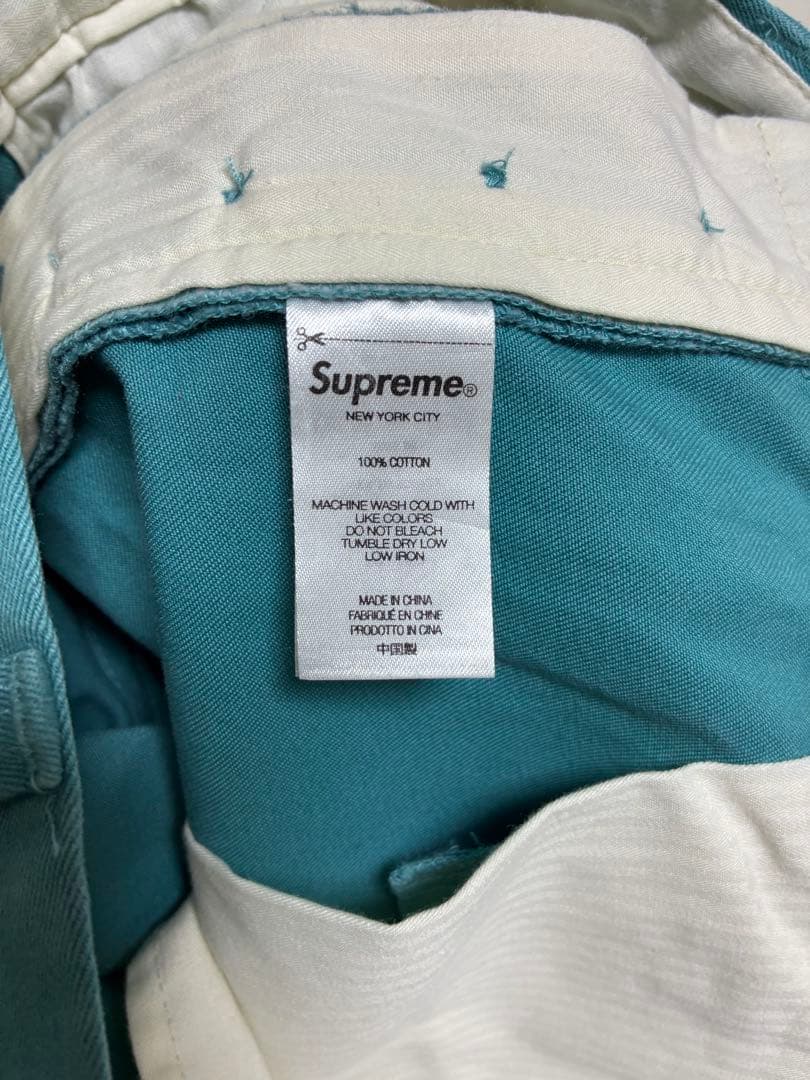 Supreme®
NEW YORK CITY
100% COTTON
MACHINE WASH COLD WITH
LIKE COLORS
DO NOT BLEACH
TUMBLE DRY LOW
LOW IRON
MADE IN CHINA
FABRIQUÉ EN CHINE
PRODOTTO IN CINA
中国製